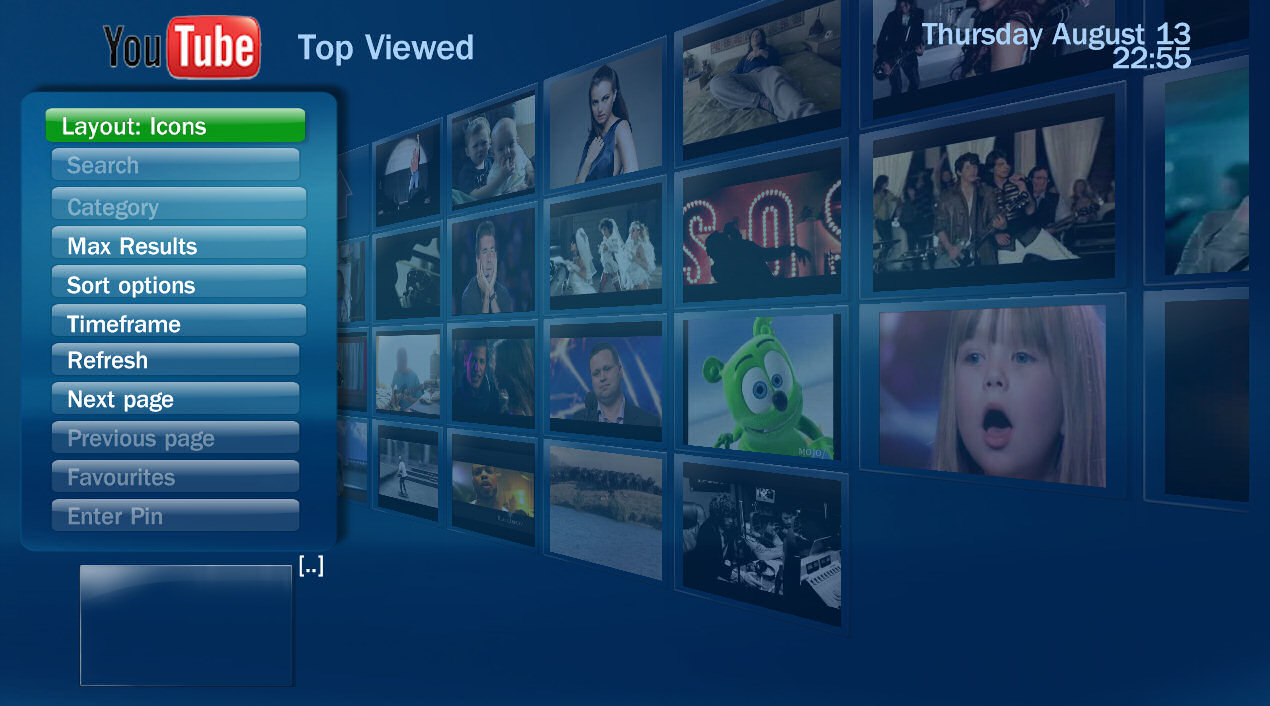 YouTube
Top Viewed
Thursday August 13
22:55
Layout: Icons
Search
Category
Max Results
Sort options
Timeframe
Refresh
Next page
Previous page
Favourites
Enter Pin
[..]
SOS
MOJO/